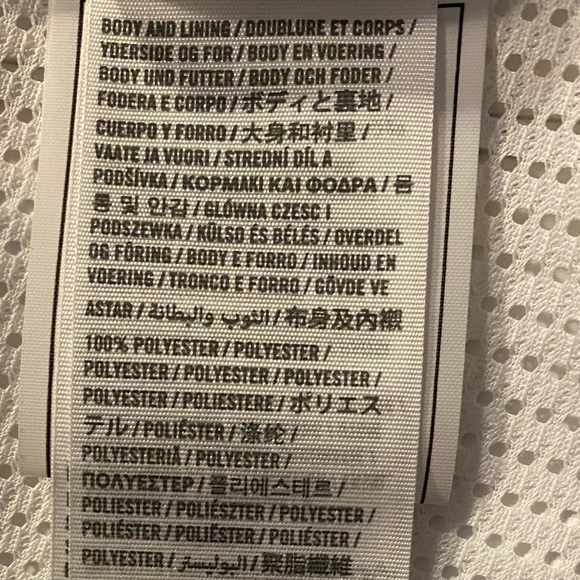 BODY AND LINING / DOUBLURE ET CORPS /
YDERSIDE OG FOR / BODY EN VOERING /
BODY UND FUTTER / BODY OCH FODER /
FODERA E CORPO / ボディと裏地 /
CUERPO Y FORRO / 大身和衬里 /
VAATE JA VUORI / STREDNÍ DÍL A
PODŠÍVKA / ΚΟΡΜΑΚΙ ΚΑΙ ΦΟΔΡΑ / 몸
통 및 안감 / GŁÓWNA CZESC I
PODSZEWKA / KÜLSO ÉS BÉLÉS / OVERDEL
OG FÔRING / BODY E FORRO / INHOUD EN
VOERING / TRONCO E FORRO / GÖVDE VE
ASTAR / الثوب والبطانة / 布身及內襯
100% POLYESTER / POLYESTER /
POLYESTER / POLYESTER / POLYESTER /
POLYESTER / POLIESTERE / ポリエス
テル / POLIÉSTER / 涤纶 /
POLYESTERIÄ / POLYESTER /
ΠΟΛΥΕΣΤΕΡ / 폴리에스테르 /
POLIESTER / POLIÉSZTER / POLYESTER /
POLIÉSTER / POLIËSTER / POLIÉSTER /
POLYESTER / البوليستر / 聚脂纖維